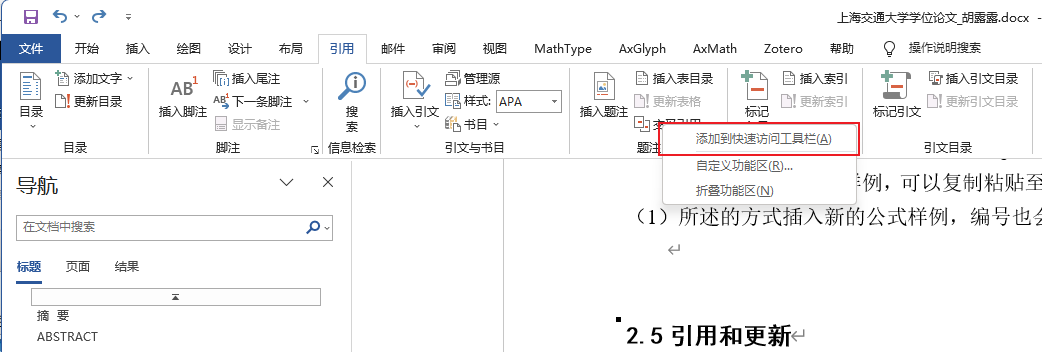 上海交通大学学位论文_胡露露.docx -
文件 开始 插入 绘图 设计 布局 引用 邮件 审阅 视图 MathType AxGlyph AxMath Zotero 帮助 操作说明搜索
目录 添加文字 更新目录
目录
AB¹ 插入脚注 插入尾注 下一条脚注 显示备注
脚注
搜索
信息检索
插入引文 管理源 样式: APA 书目
引文与书目
插入题注 插入表目录 更新表格 交叉引用
题注
标记 插入索引 更新索引
标记引文 插入引文目录 更新引文目录
引文目录
添加到快速访问工具栏(A)
自定义功能区(R)...
折叠功能区(N)
导航
在文档中搜索
标题 页面 结果
摘 要
ABSTRACT
样例，可以复制粘贴至
（1）所述的方式插入新的公式样例，编号也会
2.5 引用和更新